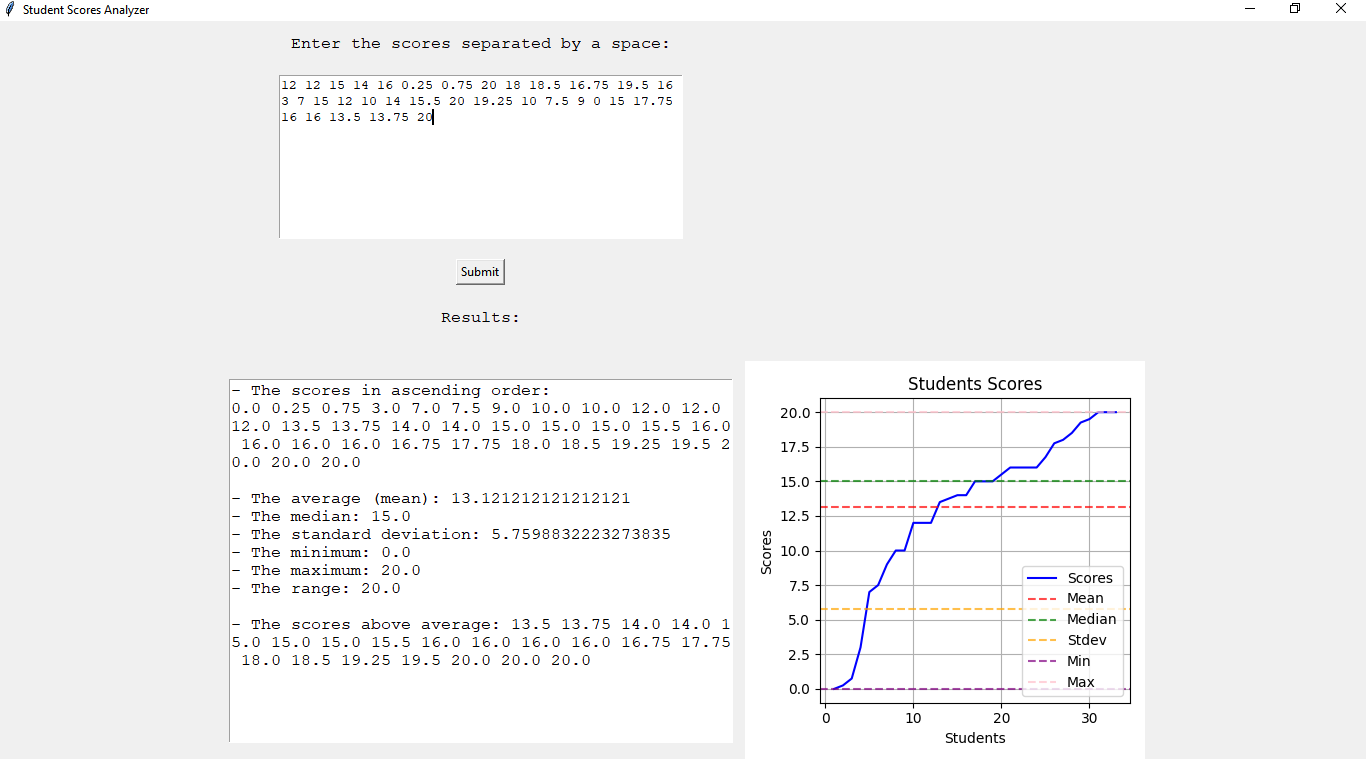 Student Scores Analyzer
Enter the scores separated by a space:
12 12 15 14 16 0.25 0.75 20 18 18.5 16.75 19.5 16
3 7 15 12 10 14 15.5 20 19.25 10 7.5 9 0 15 17.75
16 16 13.5 13.75 20
Submit
Results:
- The scores in ascending order:
0.0 0.25 0.75 3.0 7.0 7.5 9.0 10.0 10.0 12.0 12.0
12.0 13.5 13.75 14.0 14.0 15.0 15.0 15.0 15.5 16.0
16.0 16.0 16.0 16.75 17.75 18.0 18.5 19.25 19.5 2
0.0 20.0 20.0
- The average (mean): 13.121212121212121
- The median: 15.0
- The standard deviation: 5.7598832223273835
- The minimum: 0.0
- The maximum: 20.0
- The range: 20.0
- The scores above average: 13.5 13.75 14.0 14.0 1
5.0 15.0 15.0 15.5 16.0 16.0 16.0 16.0 16.75 17.75
18.0 18.5 19.25 19.5 20.0 20.0 20.0
Students Scores
20.0
17.5
15.0
12.5
10.0
7.5
5.0
2.5
0.0
Scores
Scores
Mean
Median
Stdev
Min
Max
0 10 20 30
Students